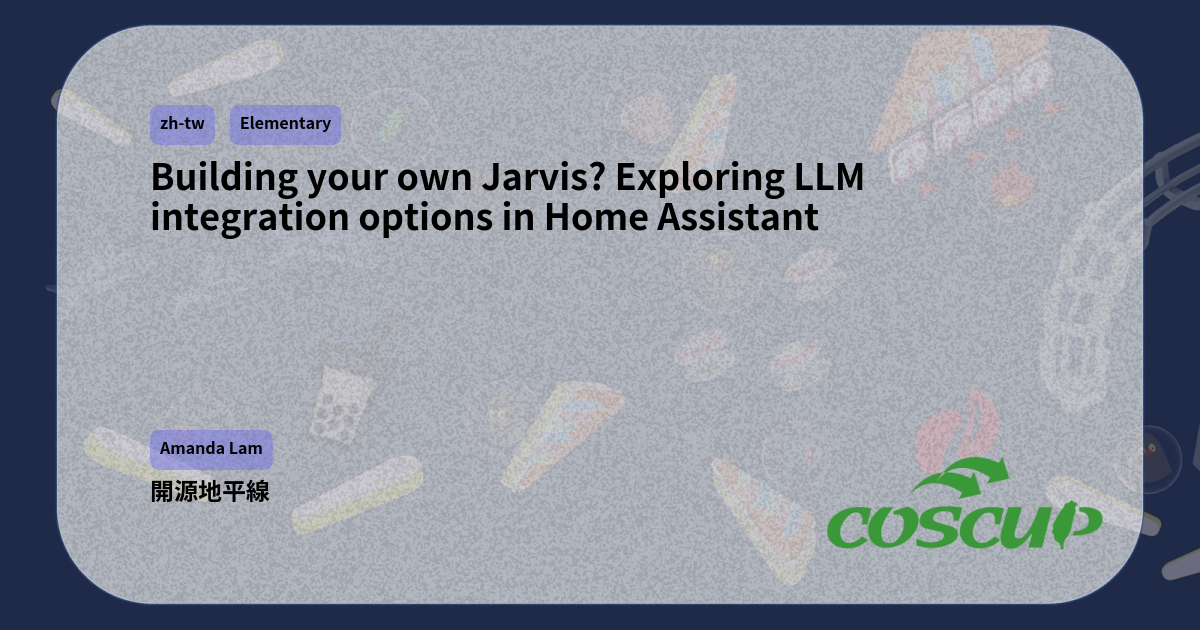 zh-tw Elementary
Building your own Jarvis? Exploring LLM
integration options in Home Assistant
Amanda Lam
開源地平線
COSCUP